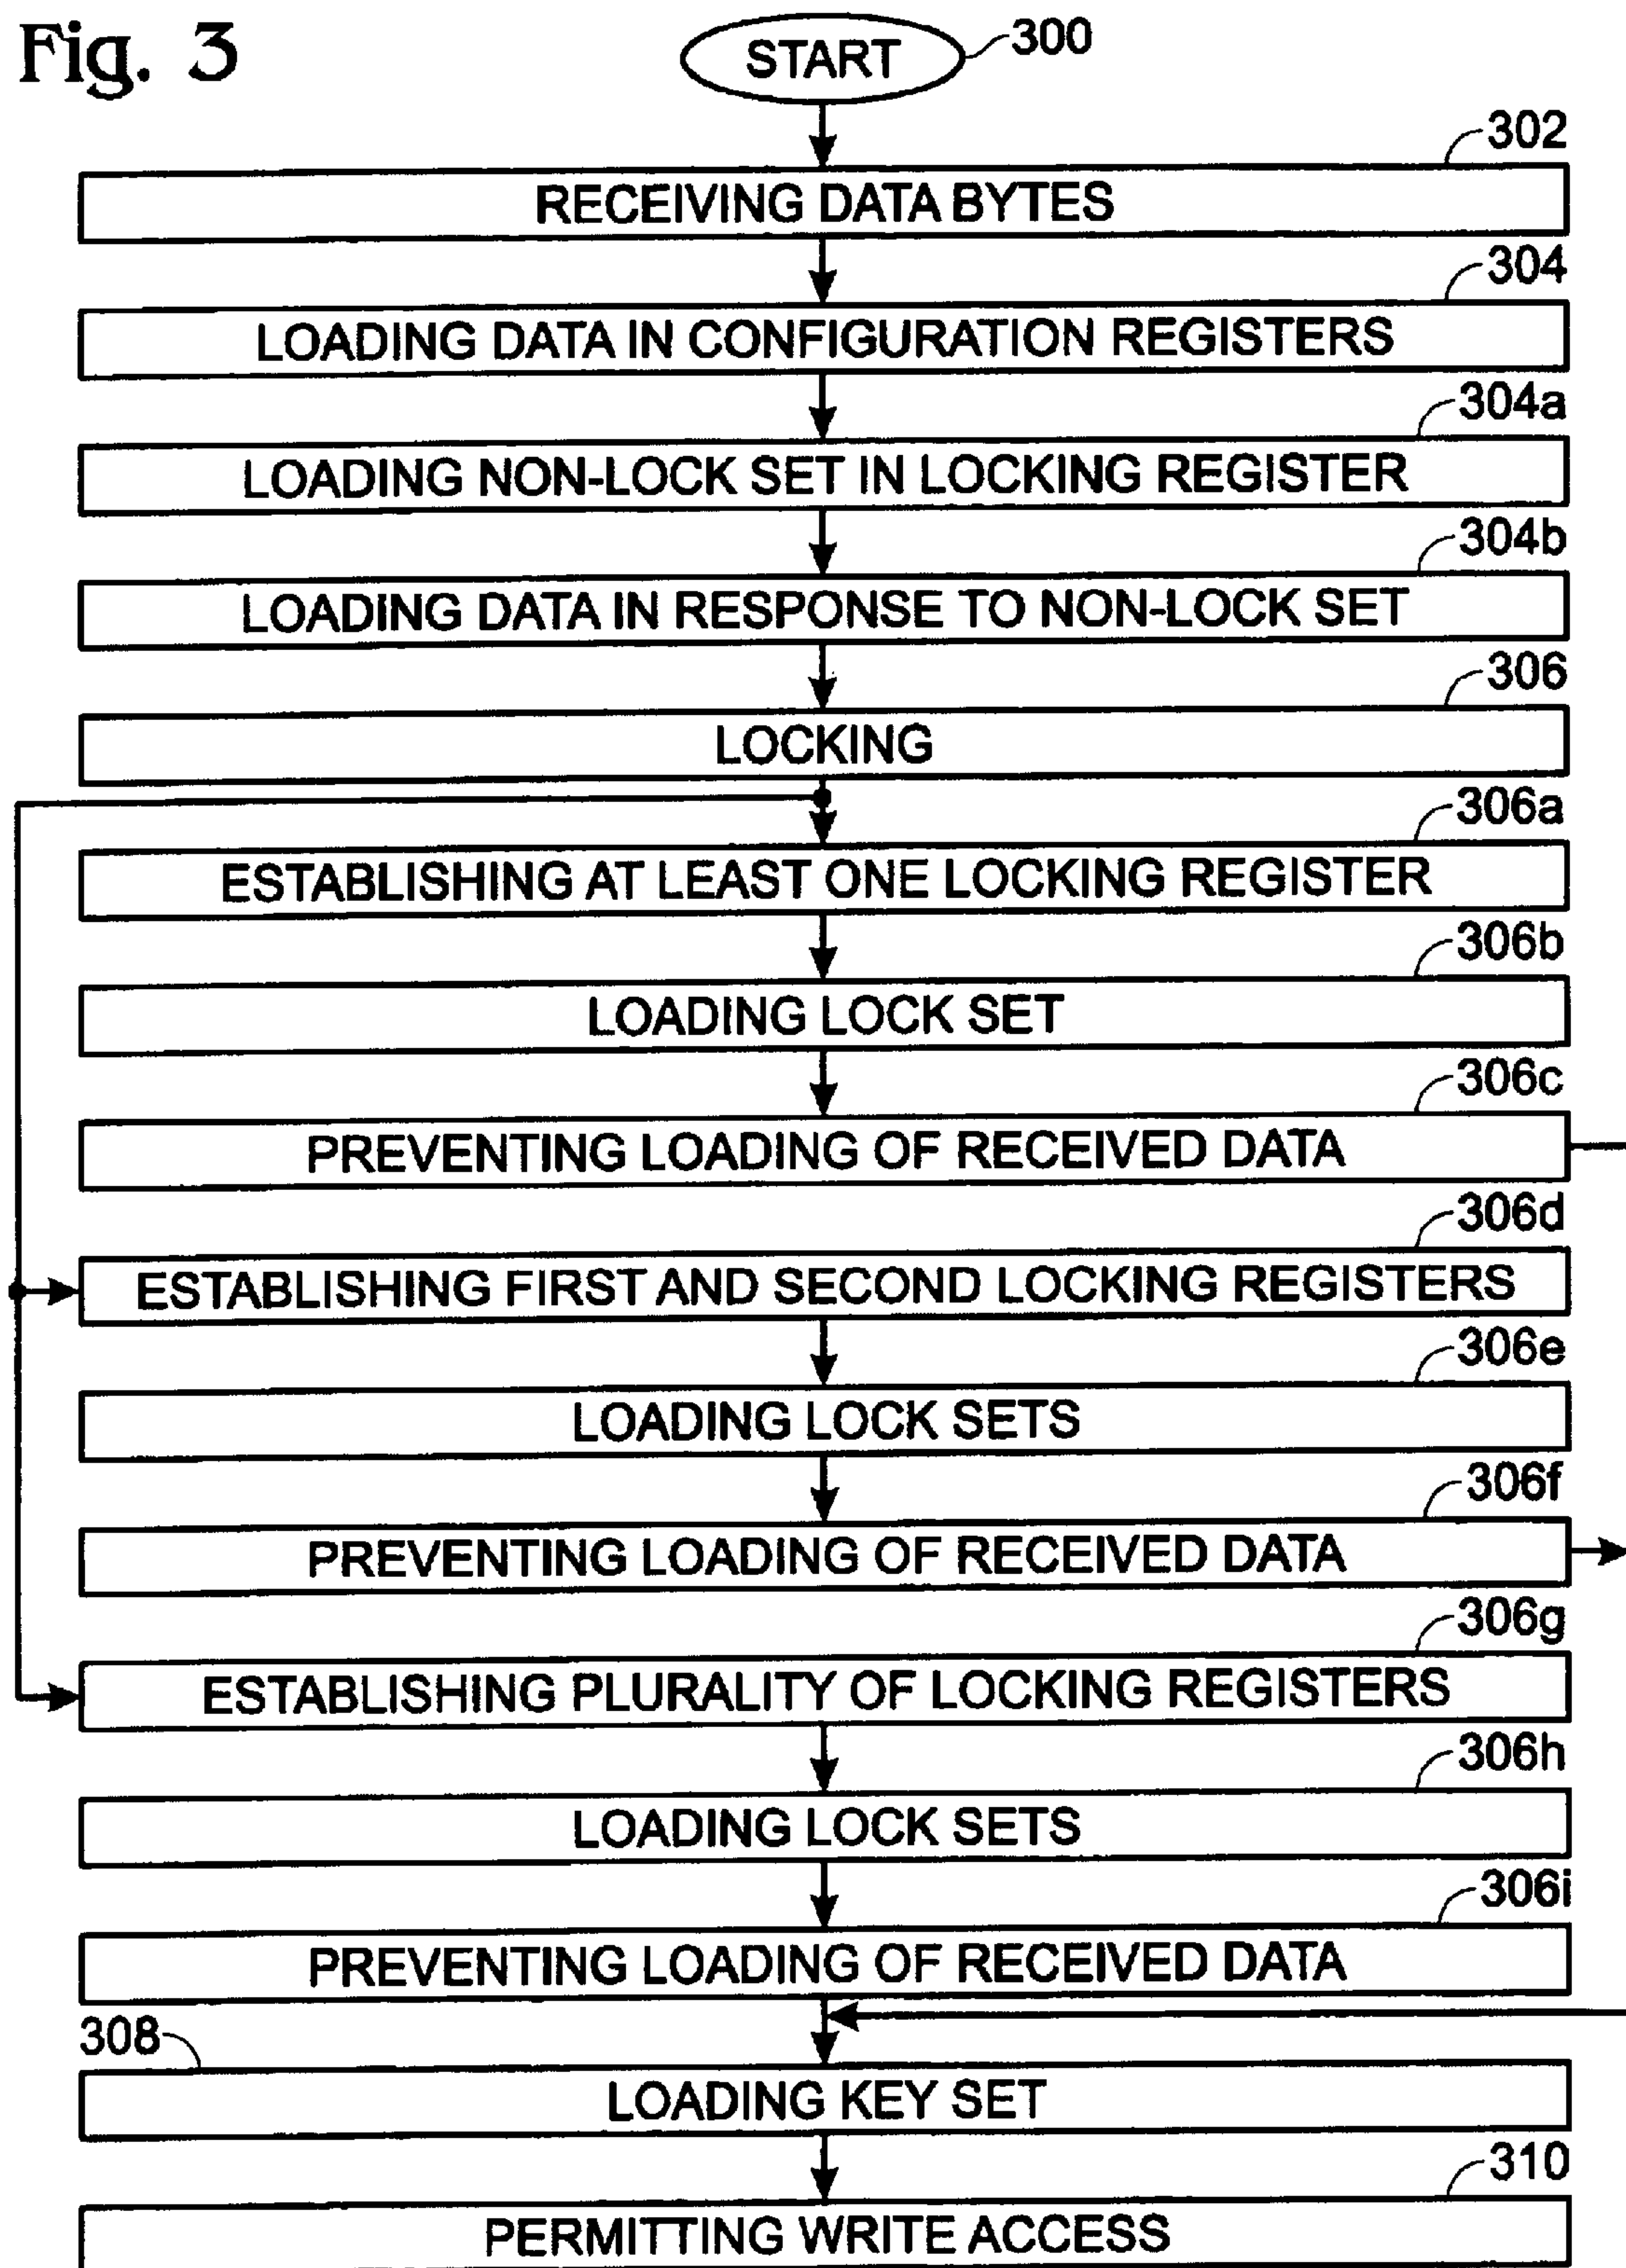 Fig. 3
START
300
302
RECEIVING DATA BYTES
304
LOADING DATA IN CONFIGURATION REGISTERS
304a
LOADING NON-LOCK SET IN LOCKING REGISTER
304b
LOADING DATA IN RESPONSE TO NON-LOCK SET
306
LOCKING
306a
ESTABLISHING AT LEAST ONE LOCKING REGISTER
306b
LOADING LOCK SET
306c
PREVENTING LOADING OF RECEIVED DATA
306d
ESTABLISHING FIRST AND SECOND LOCKING REGISTERS
306e
LOADING LOCK SETS
306f
PREVENTING LOADING OF RECEIVED DATA
306g
ESTABLISHING PLURALITY OF LOCKING REGISTERS
306h
LOADING LOCK SETS
306i
PREVENTING LOADING OF RECEIVED DATA
308
LOADING KEY SET
310
PERMITTING WRITE ACCESS